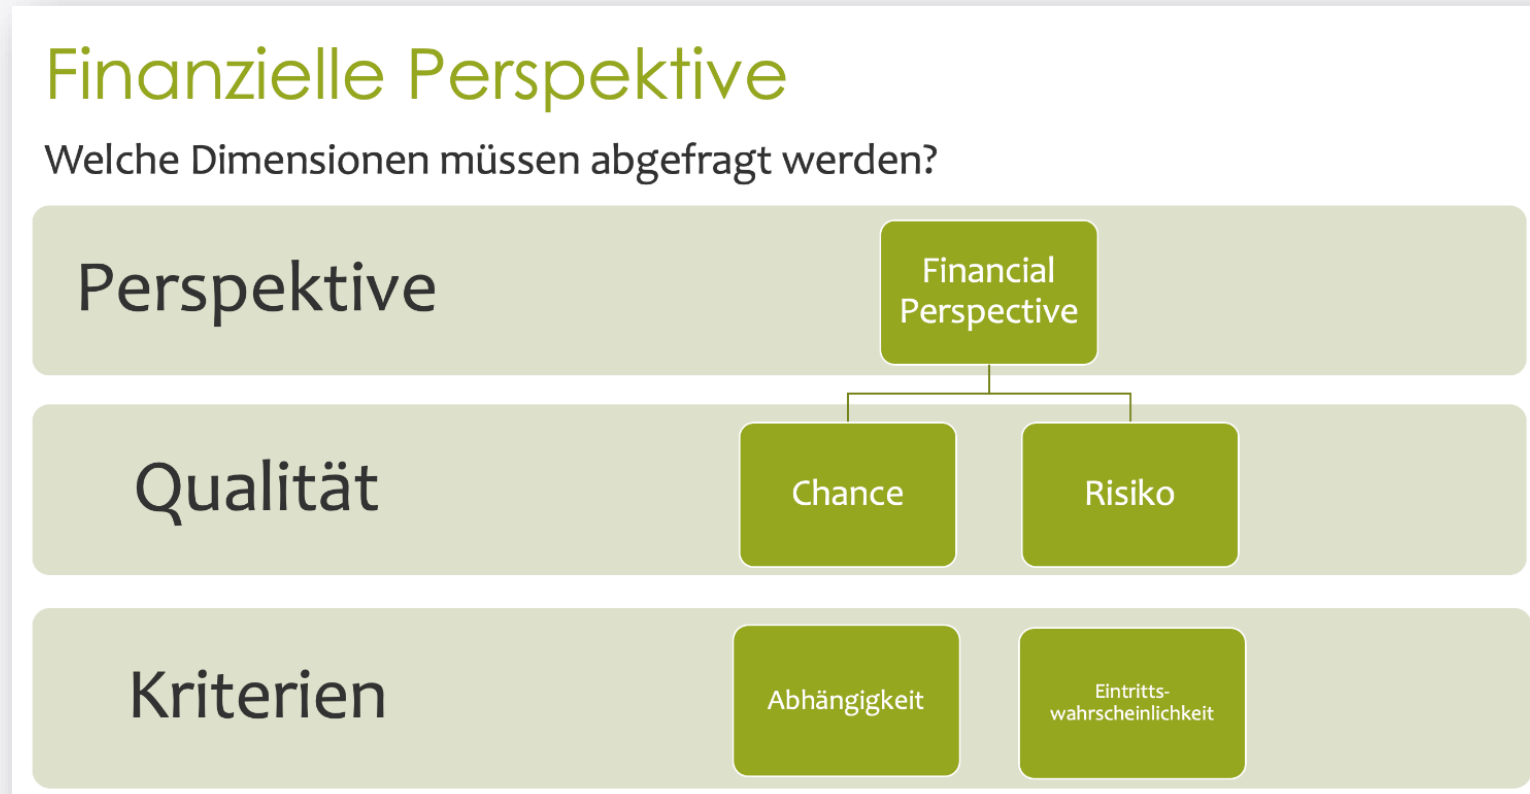 Finanzielle Perspektive
Welche Dimensionen müssen abgefragt werden?
Perspektive
Financial
Perspective
Qualität
Chance
Risiko
Kriterien
Abhängigkeit
Eintritts-
wahrscheinlichkeit